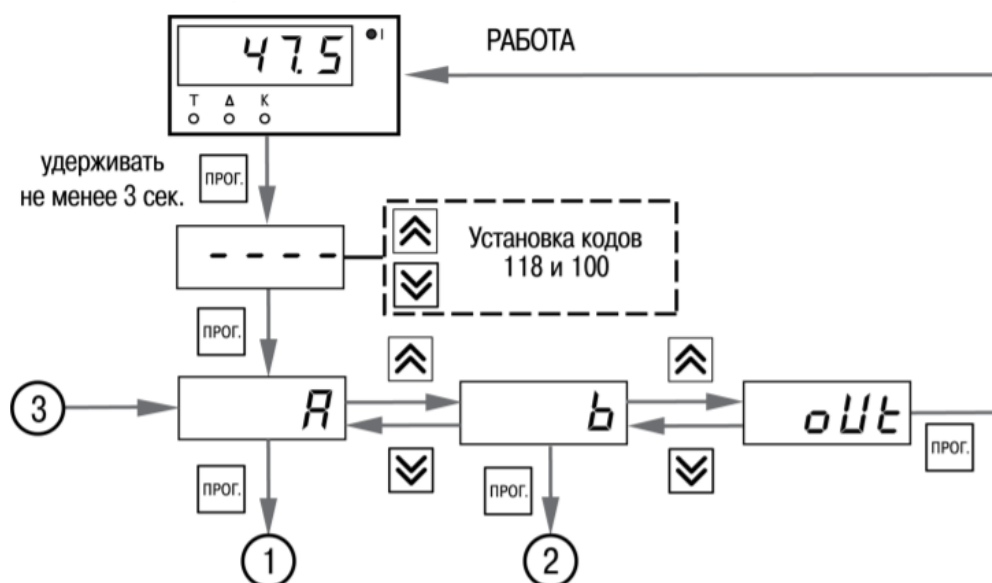 47.5
I
РАБОТА
T Δ K
удерживать
не менее 3 сек.
ПРОГ.
- - - -
Установка кодов
118 и 100
ПРОГ.
3
A
b
oUt
ПРОГ.
ПРОГ.
ПРОГ.
1
2